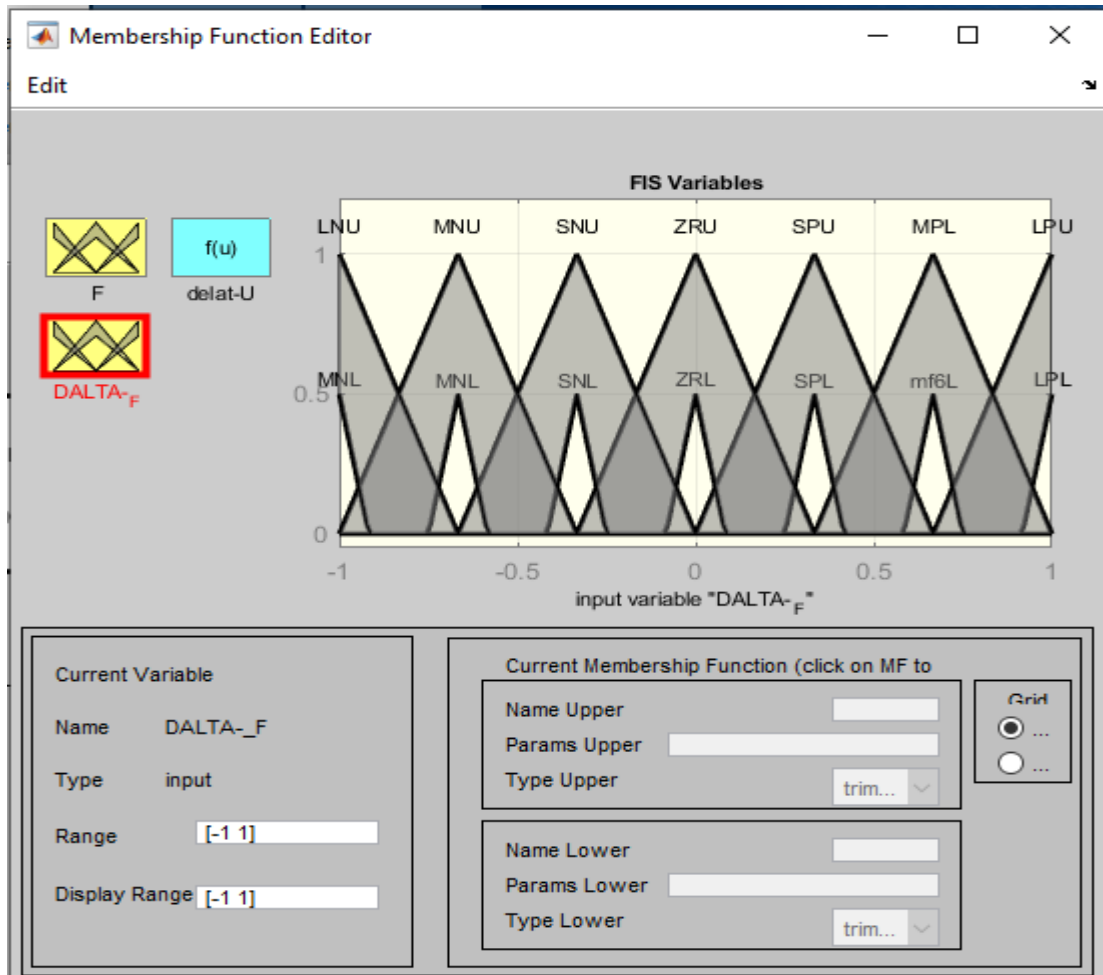 Membership Function Editor
Edit
FIS Variables
LNU MNU SNU ZRU SPU MPL LPU
f(u)
1
F delat-U
MNL MNL SNL ZRL SPL mf6L LPL
0.5
DALTA-F
0
-1 -0.5 0 0.5 1
input variable "DALTA-F"
Current Variable
Name DALTA-_F
Type input
Range [-1 1]
Display Range [-1 1]
Current Membership Function (click on MF to
Name Upper
Params Upper
Type Upper trim...
Grid
...
...
Name Lower
Params Lower
Type Lower trim...